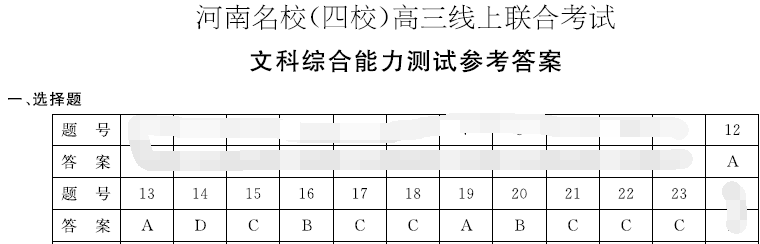 河南名校(四校)高三线上联合考试
文科综合能力测试参考答案
一、选择题
题 号 12
答 案 A
题 号 13 14 15 16 17 18 19 20 21 22 23
答 案 A D C B C C A B C C C